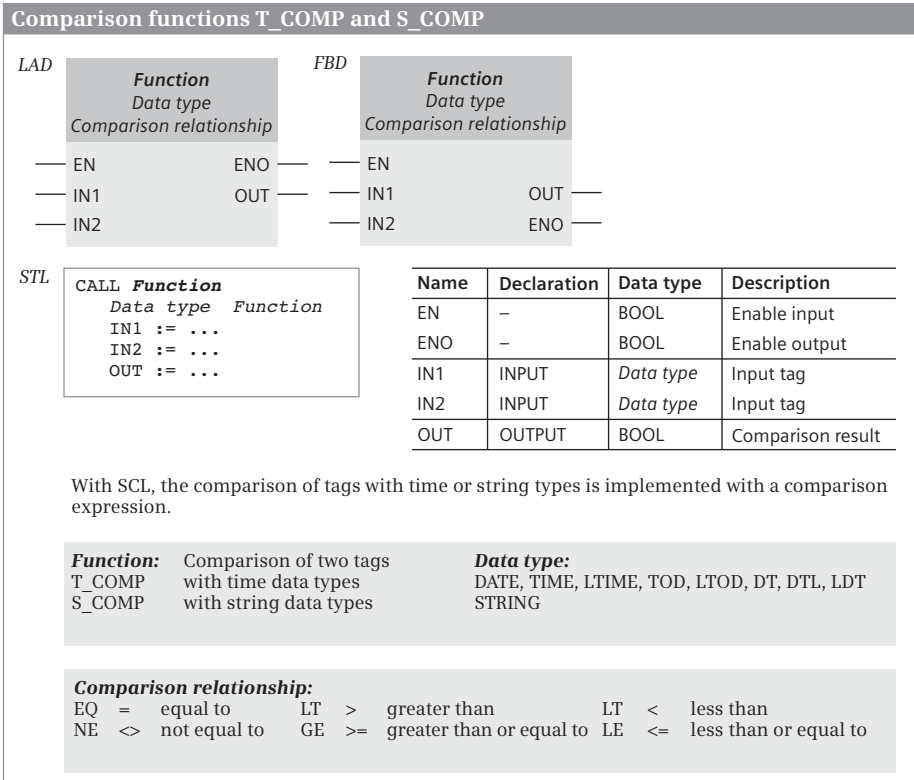 Comparison functions T_COMP and S_COMP
LAD
Function
Data type
Comparison relationship
EN ENO
IN1 OUT
IN2
FBD
Function
Data type
Comparison relationship
EN
IN1 OUT
IN2 ENO
STL
CALL Function
Data type Function
IN1 := ...
IN2 := ...
OUT := ...
Name Declaration Data type Description
EN – BOOL Enable input
ENO – BOOL Enable output
IN1 INPUT Data type Input tag
IN2 INPUT Data type Input tag
OUT OUTPUT BOOL Comparison result
With SCL, the comparison of tags with time or string types is implemented with a comparison
expression.
Function: Comparison of two tags Data type:
T_COMP with time data types DATE, TIME, LTIME, TOD, LTOD, DT, DTL, LDT
S_COMP with string data types STRING
Comparison relationship:
EQ = equal to LT > greater than LT < less than
NE <> not equal to GE >= greater than or equal to LE <= less than or equal to